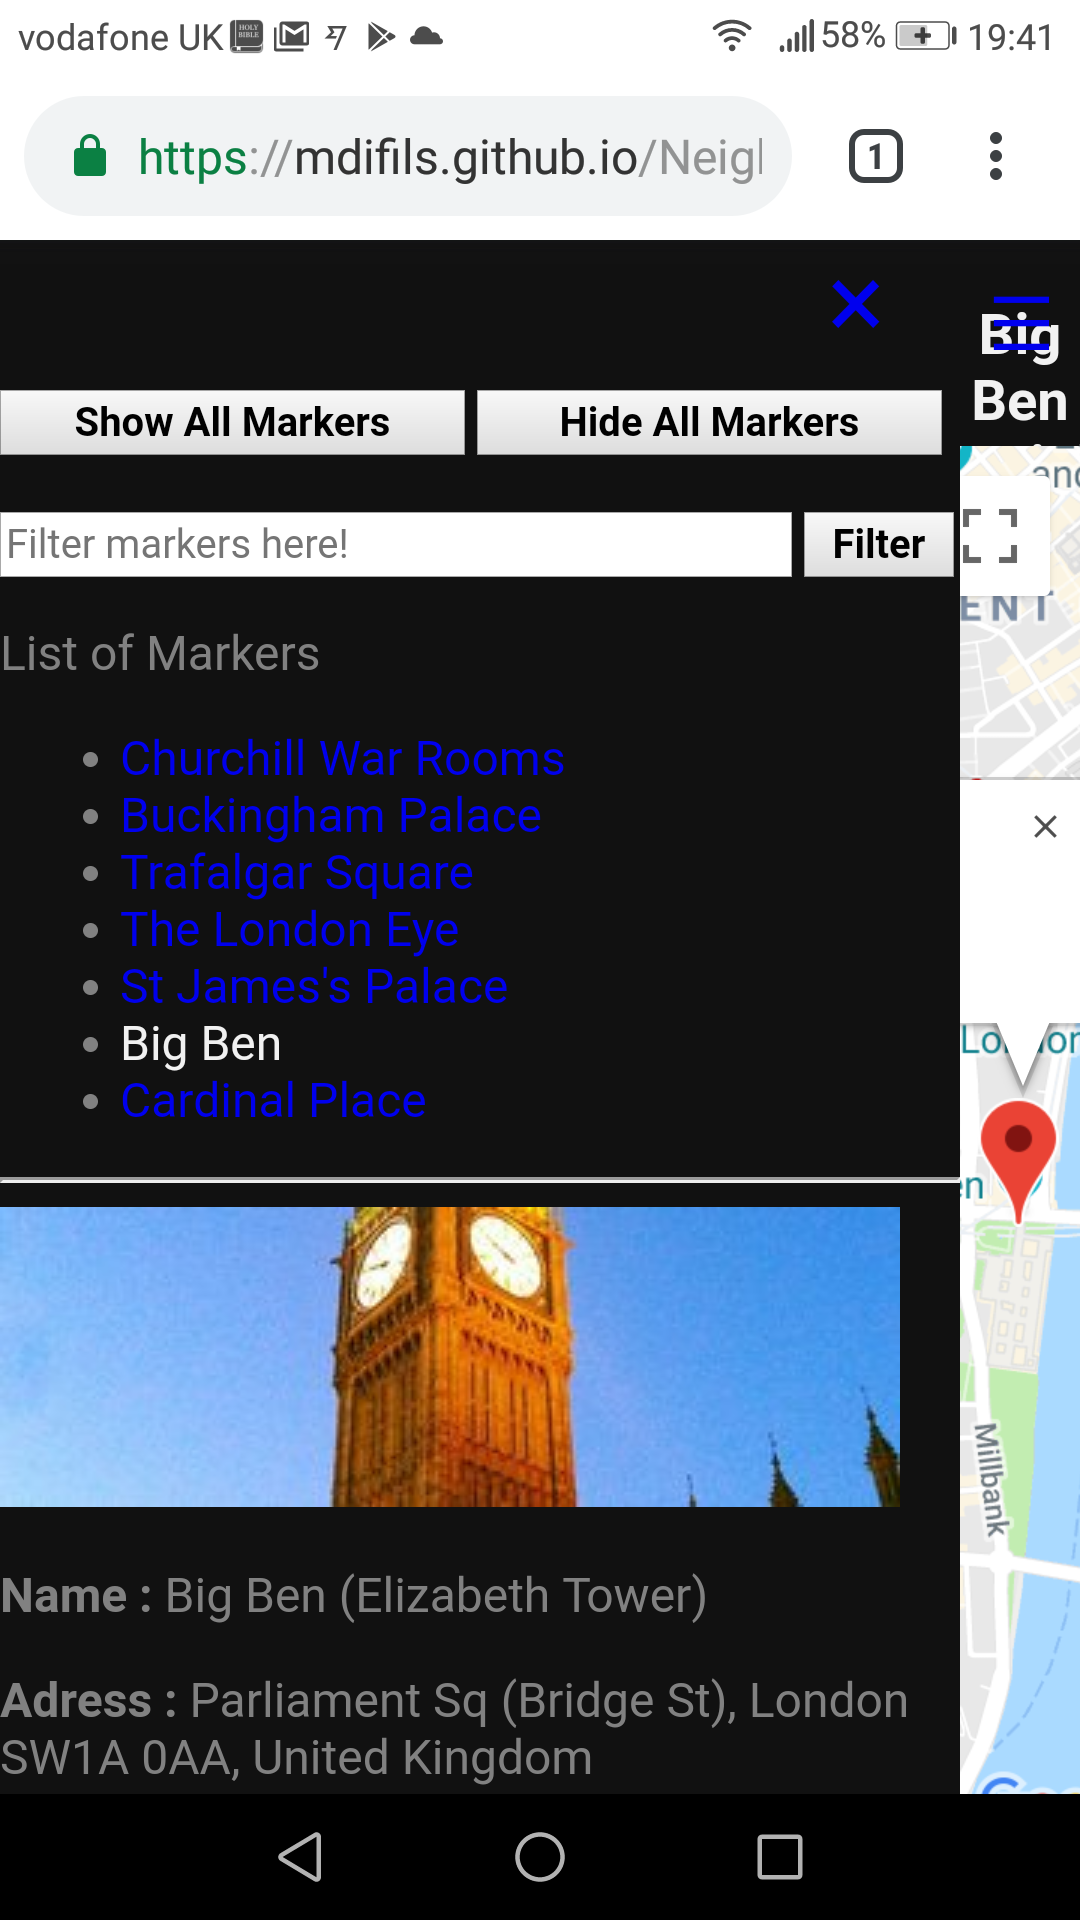 vodafone UK HOLY BIBLE 58% 19:41
https://mdifils.github.io/Neigl 1
Big
Ben
Show All Markers Hide All Markers
Filter markers here! Filter
ENT
List of Markers
Churchill War Rooms
Buckingham Palace
Trafalgar Square
The London Eye
St James's Palace
Big Ben
Cardinal Place
Millbank
Name : Big Ben (Elizabeth Tower)
Adress : Parliament Sq (Bridge St), London
SW1A 0AA, United Kingdom